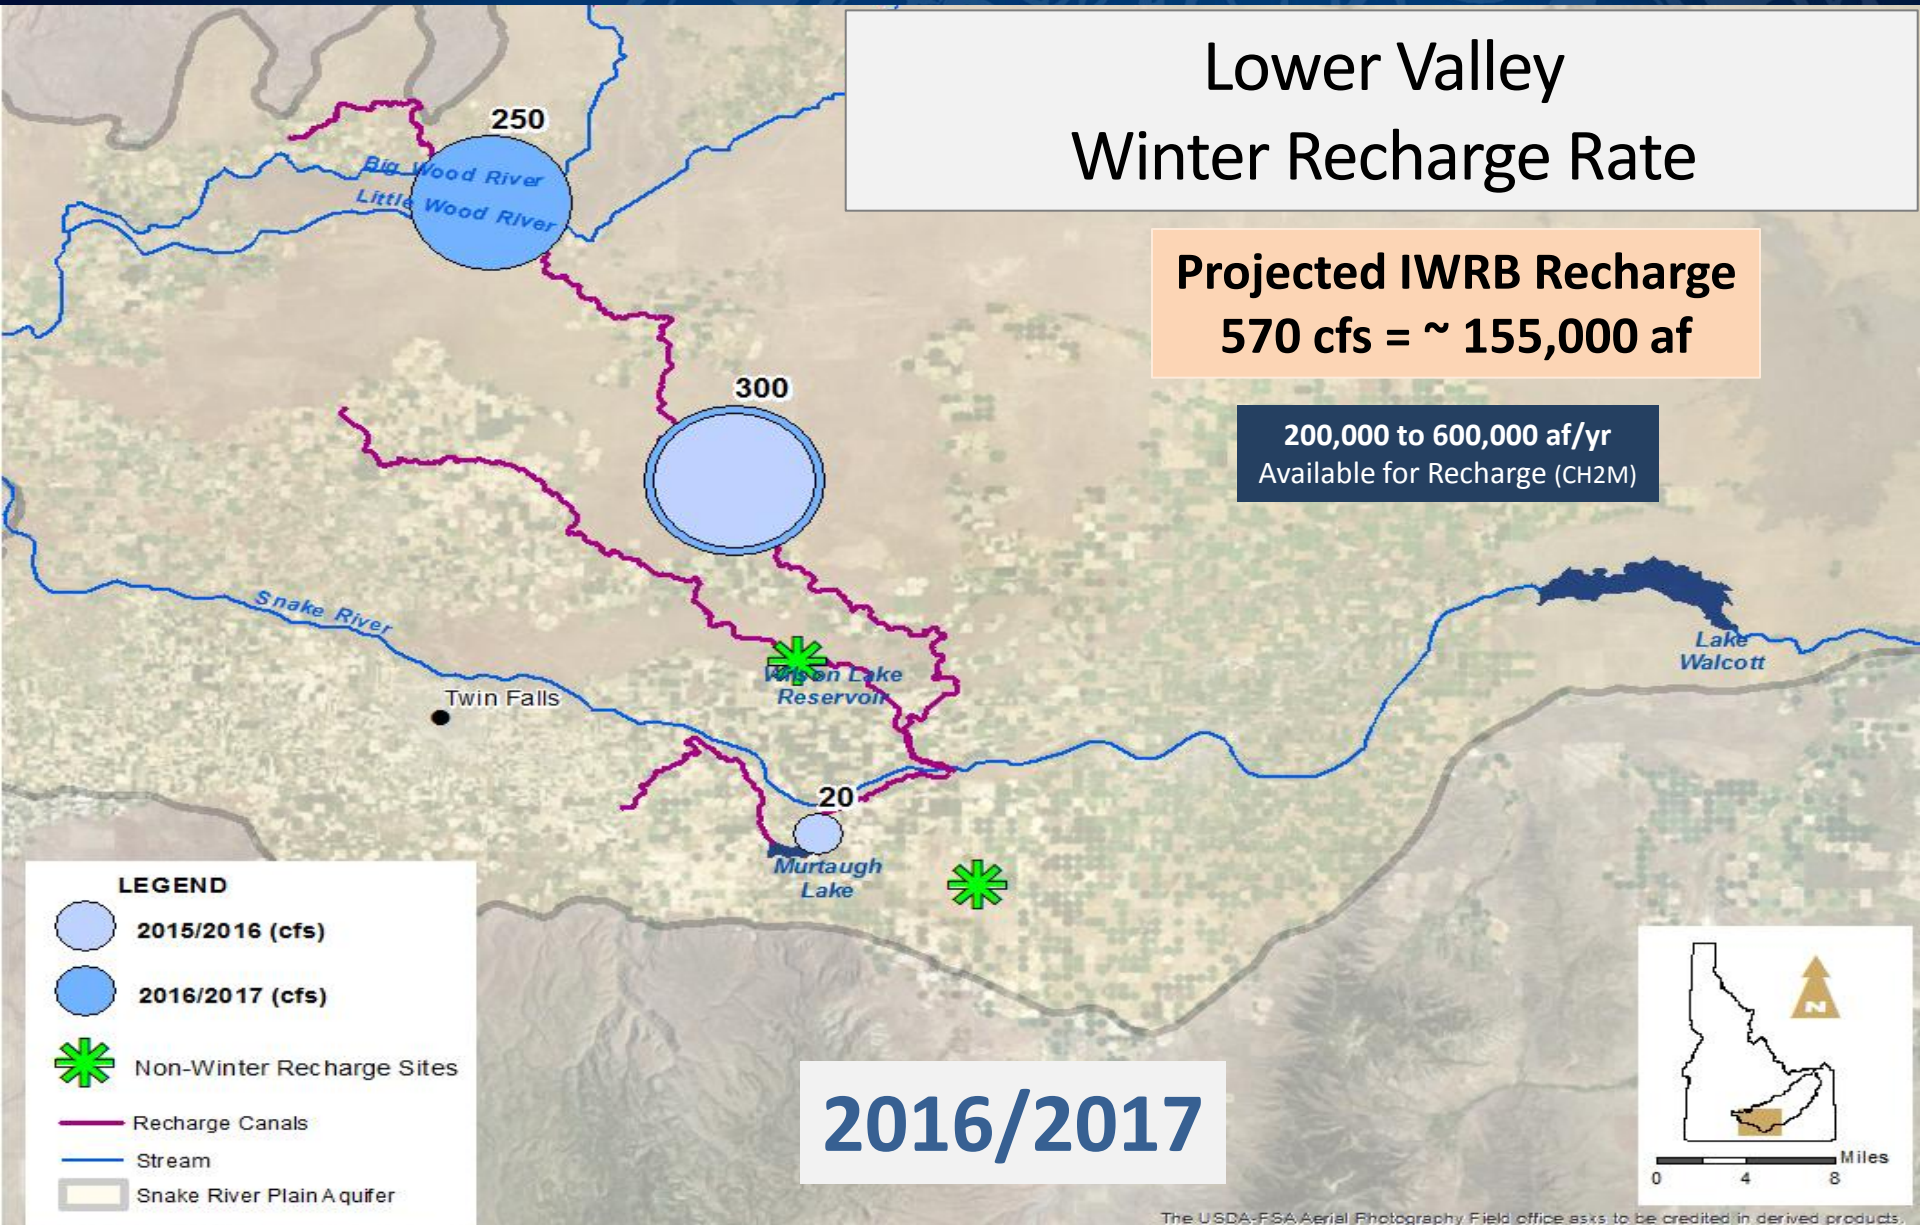 Lower Valley
Winter Recharge Rate
Projected IWRB Recharge
570 cfs = ~ 155,000 af
200,000 to 600,000 af/yr
Available for Recharge (CH2M)
250
Big Wood River
Little Wood River
300
Snake River
Twin Falls
Wilson Lake
Reservoir
Lake
Walcott
20
Murtaugh
Lake
LEGEND
2015/2016 (cfs)
2016/2017 (cfs)
Non-Winter Recharge Sites
Recharge Canals
Stream
Snake River Plain Aquifer
2016/2017
N
Miles
0 4 8
The USDA-FSA Aerial Photography Field office asks to be credited in derived products.